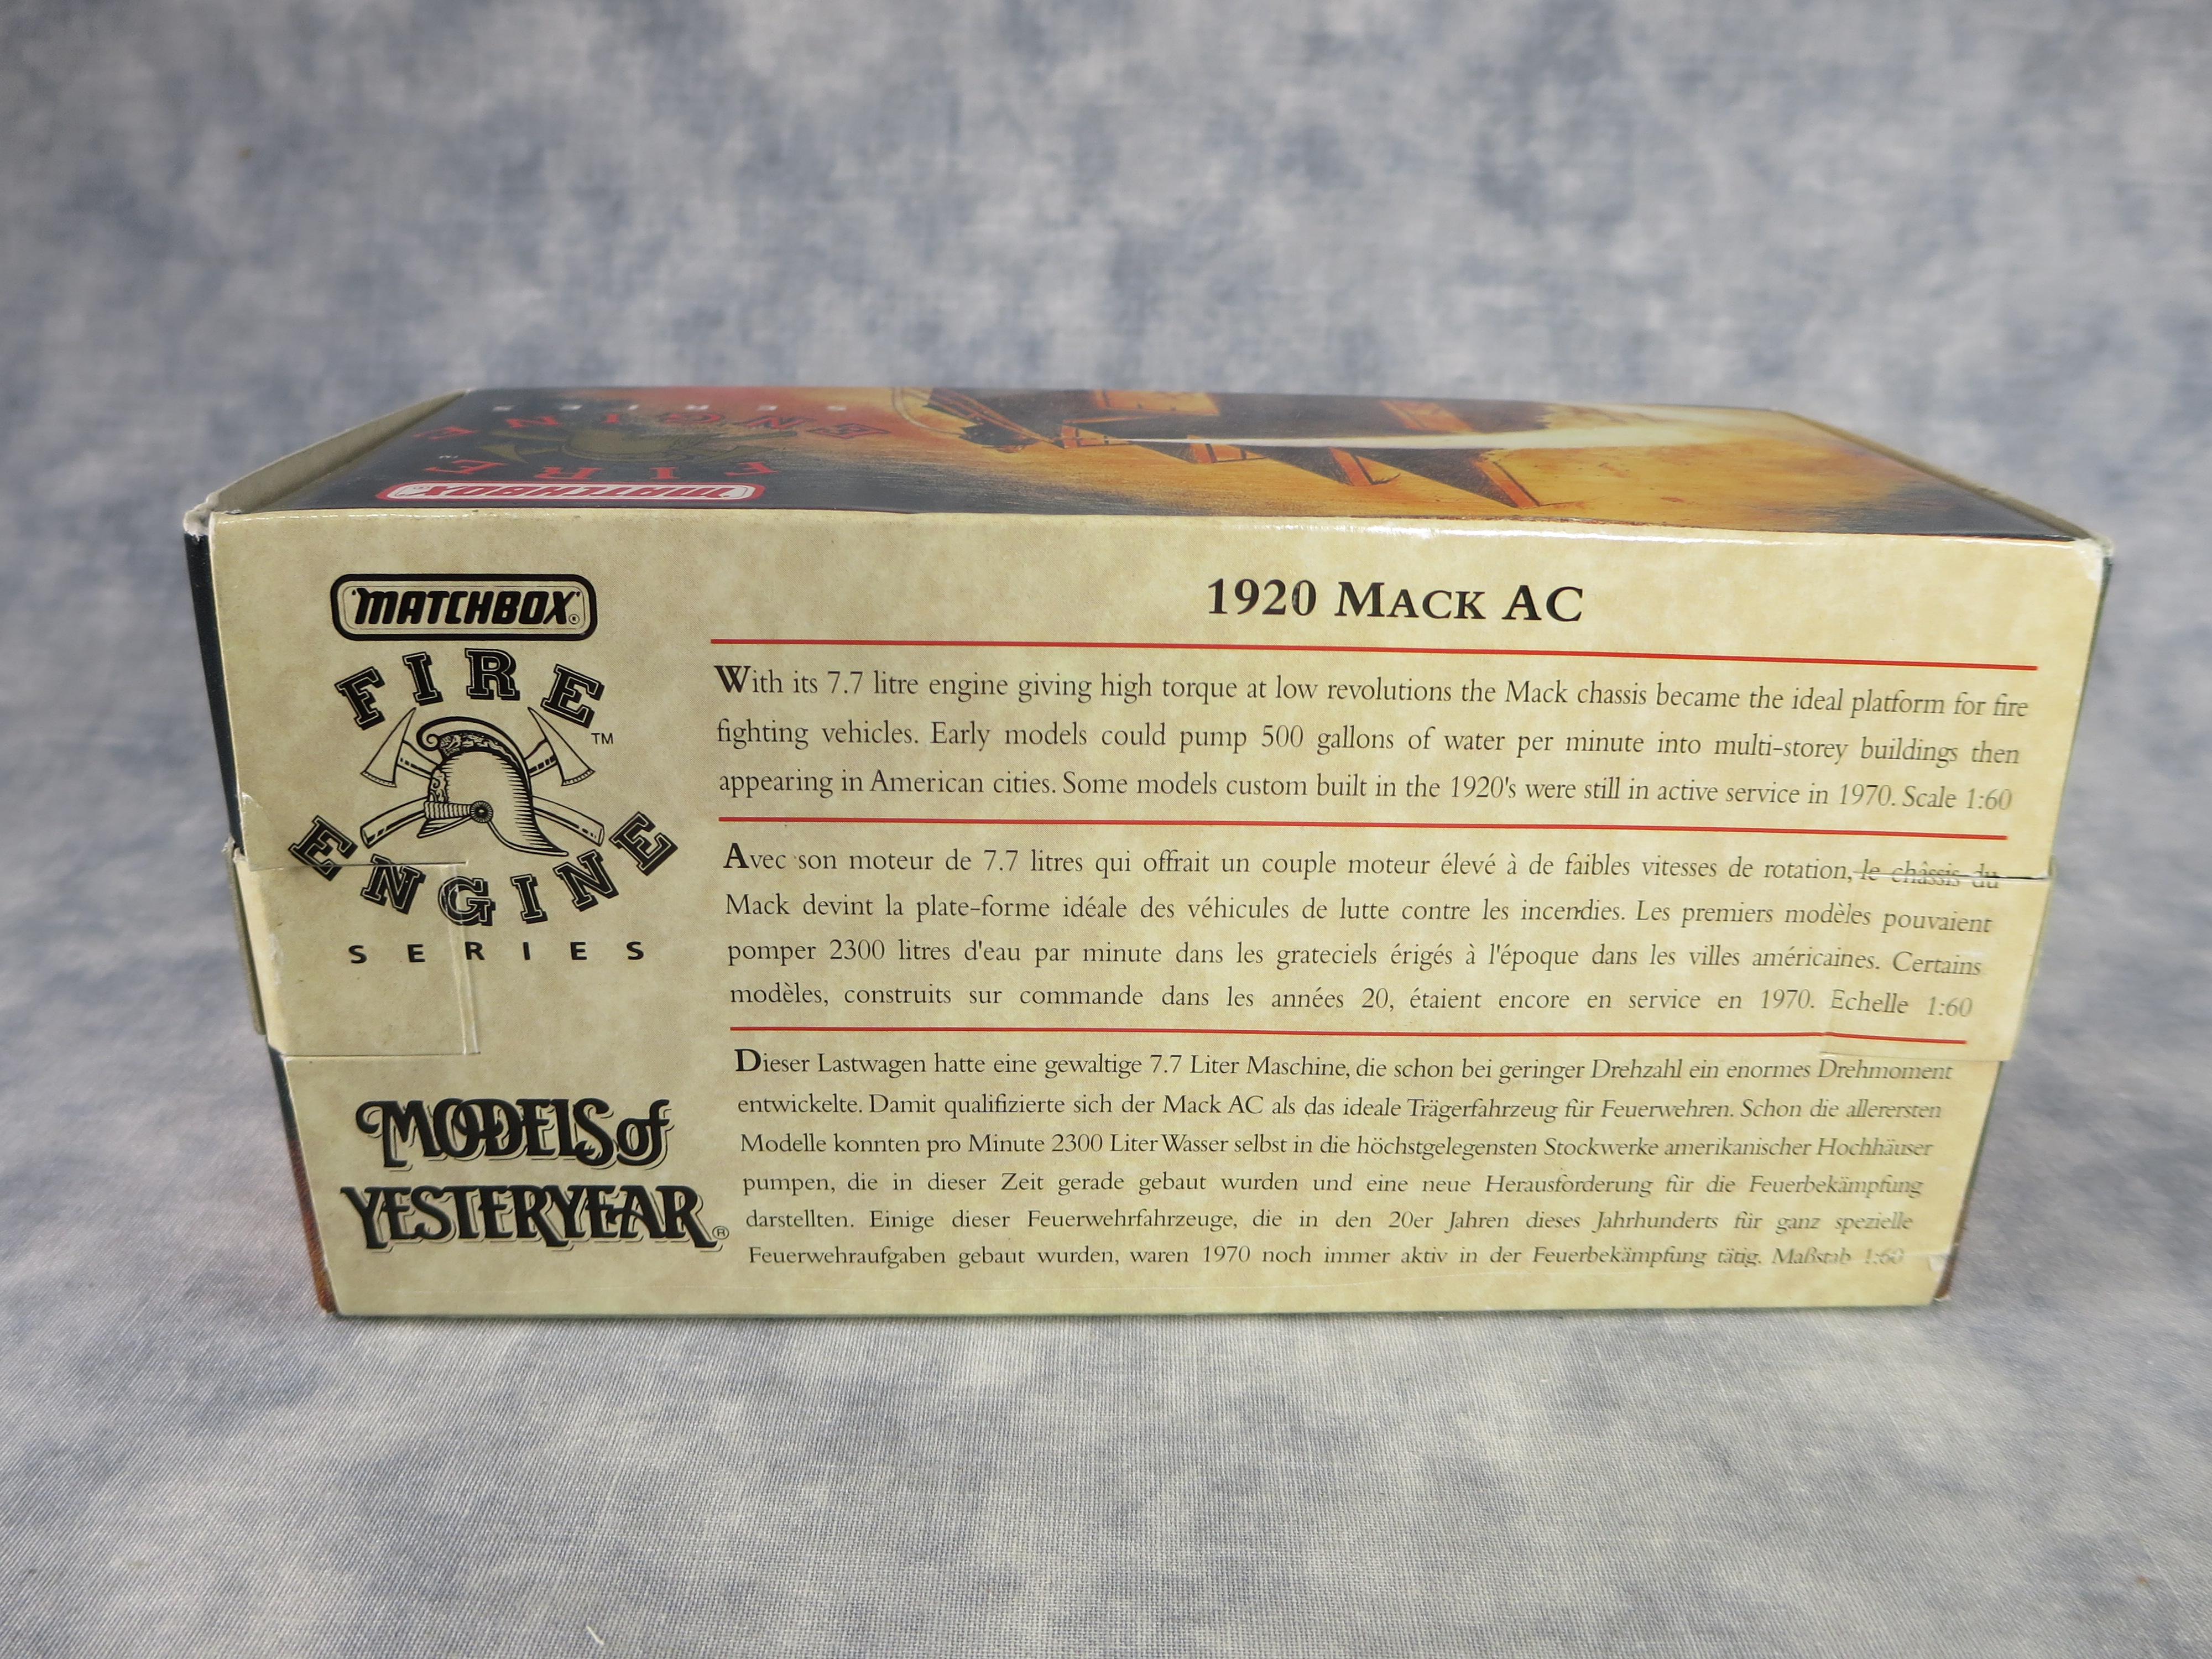 MATCHBOX®
FIRE
ENGINE
SERIES
MATCHBOX®
FIRE
™
ENGINE
SERIES
MODELS of
YESTERYEAR®
1920 MACK AC
With its 7.7 litre engine giving high torque at low revolutions the Mack chassis became the ideal platform for fire
fighting vehicles. Early models could pump 500 gallons of water per minute into multi-storey buildings then
appearing in American cities. Some models custom built in the 1920's were still in active service in 1970. Scale 1:60
Avec son moteur de 7.7 litres qui offrait un couple moteur élevé à de faibles vitesses de rotation, le châssis du
Mack devint la plate-forme idéale des véhicules de lutte contre les incendies. Les premiers modèles pouvaient
pomper 2300 litres d'eau par minute dans les grateciels érigés à l'époque dans les villes américaines. Certains
modèles, construits sur commande dans les années 20, étaient encore en service en 1970. Echelle 1:60
Dieser Lastwagen hatte eine gewaltige 7.7 Liter Maschine, die schon bei geringer Drehzahl ein enormes Drehmoment
entwickelte. Damit qualifizierte sich der Mack AC als das ideale Trägerfahrzeug für Feuerwehren. Schon die allerersten
Modelle konnten pro Minute 2300 Liter Wasser selbst in die höchstgelegensten Stockwerke amerikanischer Hochhäuser
pumpen, die in dieser Zeit gerade gebaut wurden und eine neue Herausforderung für die Feuerbekämpfung
darstellten. Einige dieser Feuerwehrfahrzeuge, die in den 20er Jahren dieses Jahrhunderts für ganz spezielle
Feuerwehraufgaben gebaut wurden, waren 1970 noch immer aktiv in der Feuerbekämpfung tätig. Maßstab 1:60